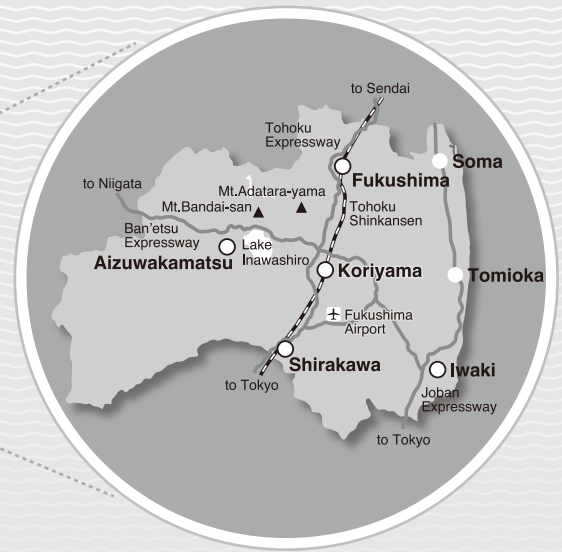 to Sendai
Tohoku
Expressway
Soma
Fukushima
to Niigata
Mt.Adatara-yama
Mt.Bandai-san
Tohoku
Shinkansen
Ban'etsu
Expressway
Lake
Inawashiro
Aizuwakamatsu
Koriyama
Tomioka
Fukushima
Airport
Shirakawa
Iwaki
to Tokyo
Joban
Expressway
to Tokyo